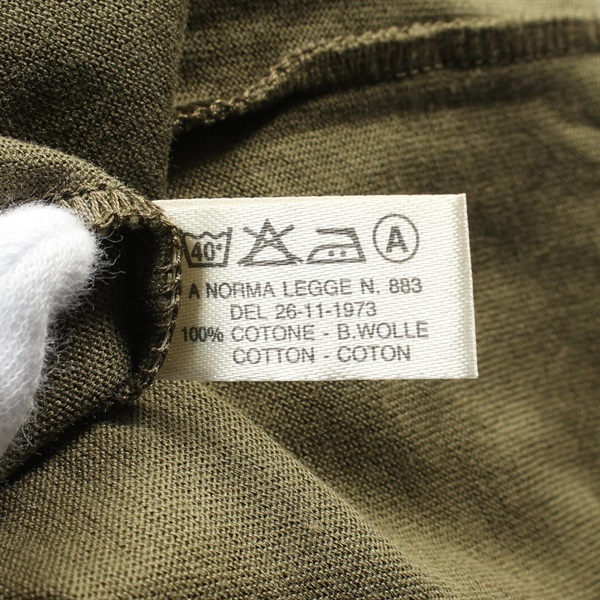 40° A
A NORMA LEGGE N. 883
DEL 26-11-1973
100% COTONE - B.WOLLE
COTTON - COTON